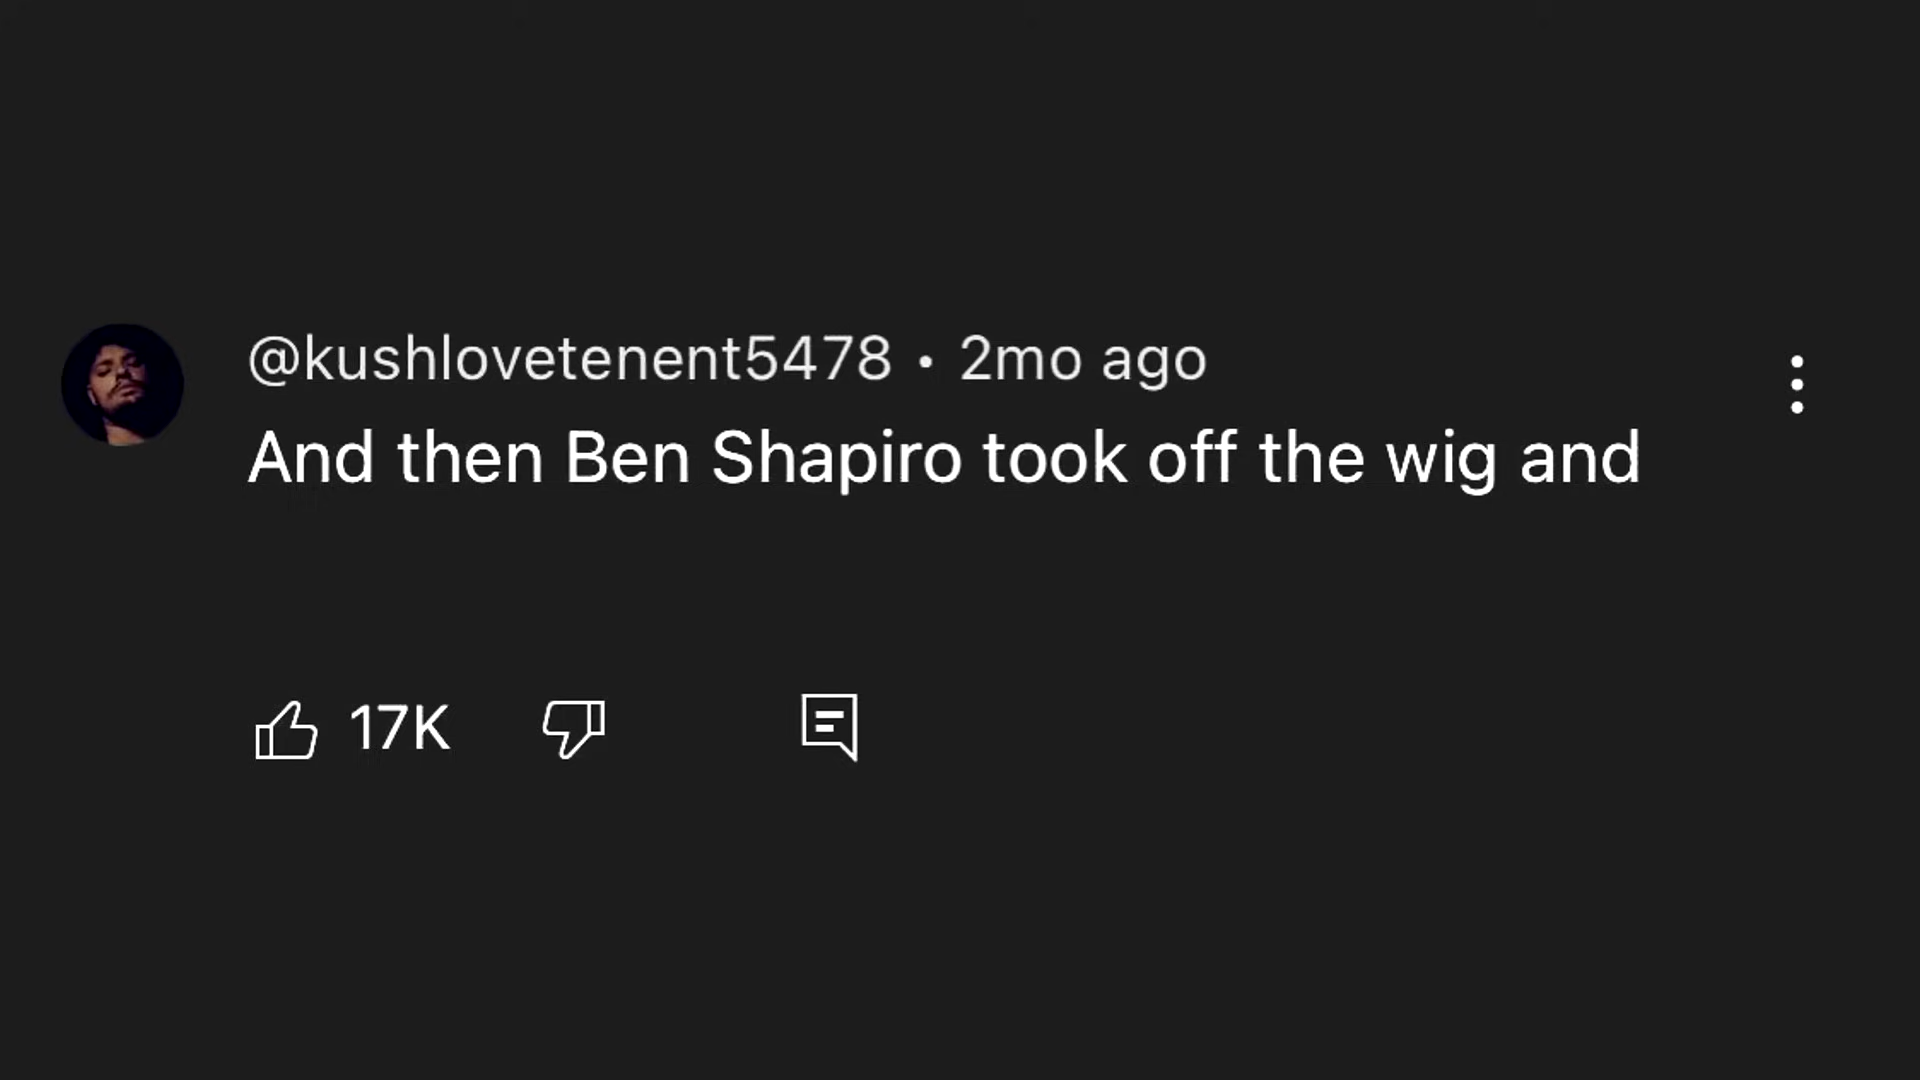 @kushlovetenent5478 · 2mo ago
And then Ben Shapiro took off the wig and
17K